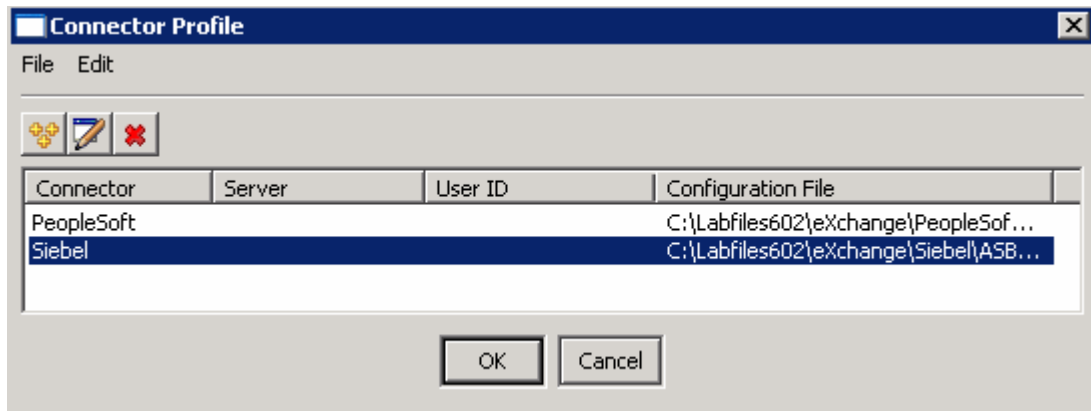 Connector Profile
File Edit
Connector Server User ID Configuration File
PeopleSoft C:\Labfiles602\eXchange\PeopleSof...
Siebel C:\Labfiles602\eXchange\Siebel\ASB...
OK Cancel